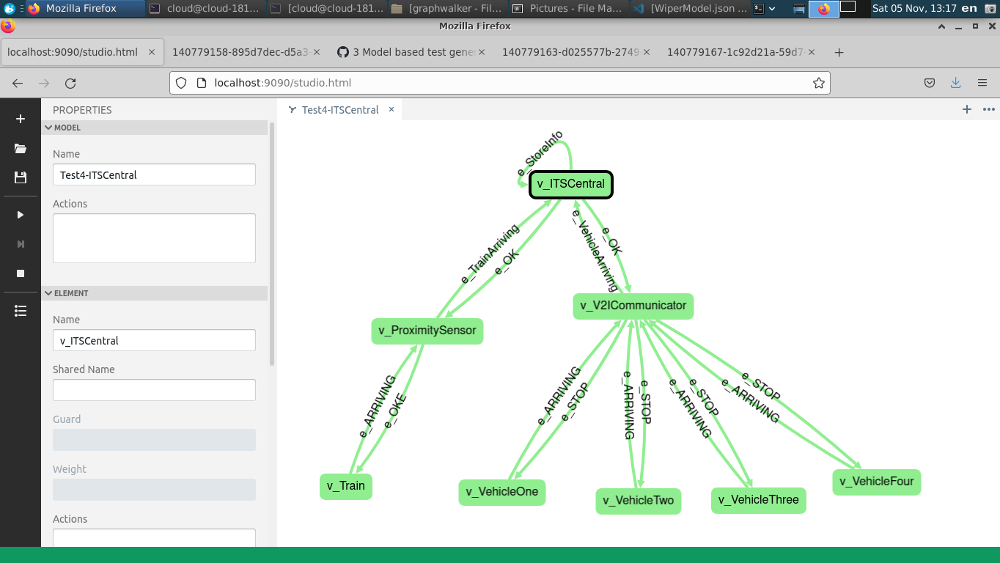 Mozilla Firefox
cloud@cloud-181...
[cloud@cloud-181...
[graphwalker - Fil...
Pictures - File Ma...
[WiperModel.json ...
Sat 05 Nov, 13:17 en
Mozilla Firefox
localhost:9090/studio.html
140779158-895d7dec-d5a3-
3 Model based test gene
140779163-d025577b-2749
140779167-1c92d21a-59d7-
localhost:9090/studio.html
PROPERTIES
MODEL
Name
Test4-ITSCentral
Actions
ELEMENT
Name
v_ITSCentral
Shared Name
Guard
Weight
Actions
Test4-ITSCentral
e_StoreInfo
v_ITSCentral
e_TrainArriving
e_OK
e_VehicleArriving
e_OK
v_V2ICommunicator
v_ProximitySensor
e_ARRIVING
e_OKE
e_ARRIVING
e_STOP
e_ARRIVING
e_STOP
e_ARRIVING
e_STOP
e_ARRIVING
e_STOP
v_Train
v_VehicleOne
v_VehicleTwo
v_VehicleThree
v_VehicleFour